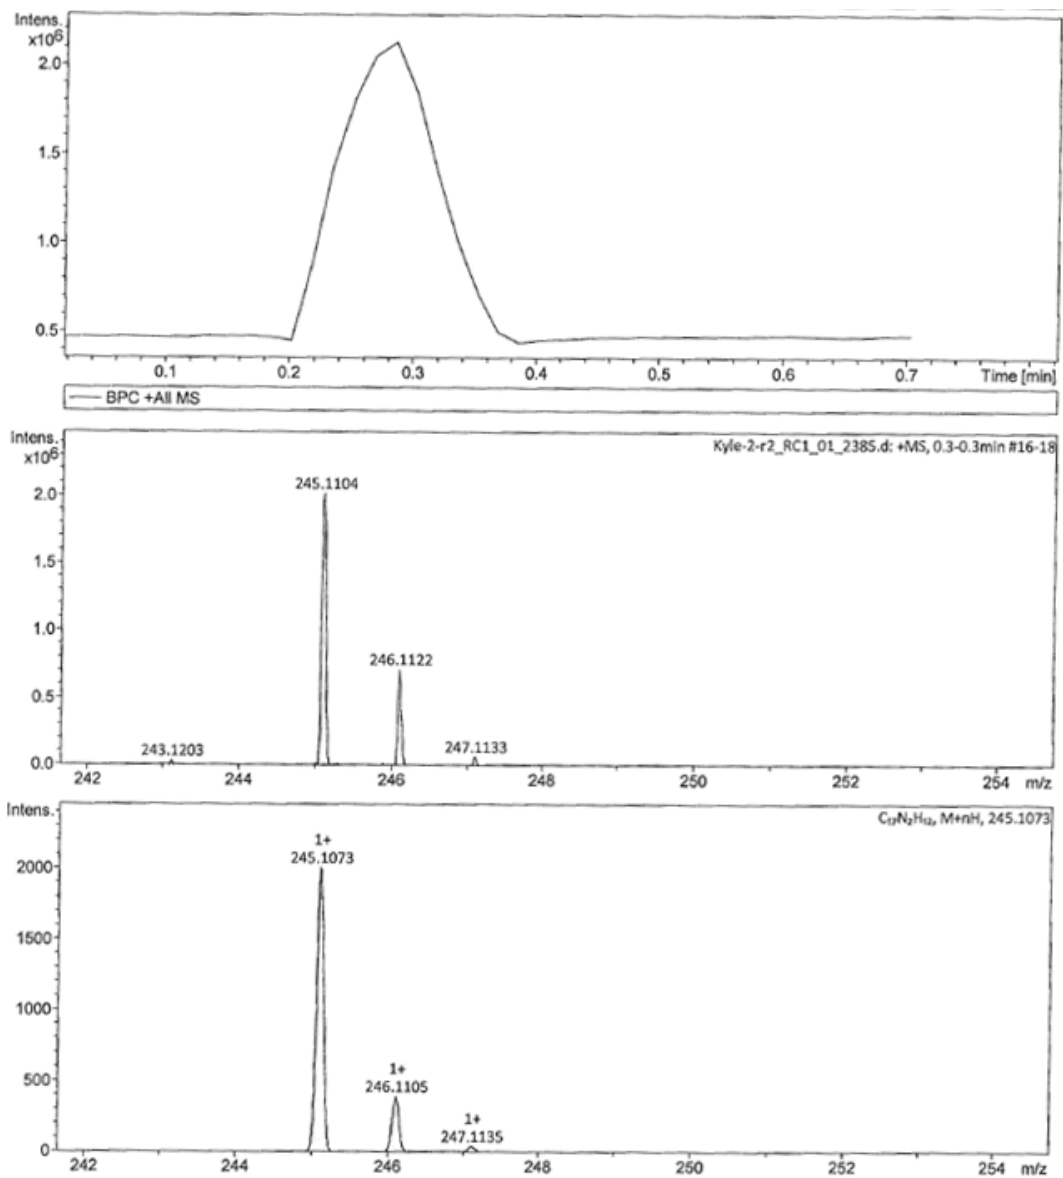 Intens.
x10⁶
2.0
1.5
1.0
0.5
0.1 0.2 0.3 0.4 0.5 0.6 0.7 Time [min]
BPC +All MS
Intens.
x10⁶
Kyle-2-r2_RC1_01_2385.d: +MS, 0.3-0.3min #16-18
245.1104
2.0
1.5
1.0
246.1122
0.5
243.1203
247.1133
0.0
242 244 246 248 250 252 254 m/z
Intens.
C₁₇N₂H₁₂, M+nH, 245.1073
1+
245.1073
2000
1500
1000
1+
500
246.1105
1+
247.1135
0
242 244 246 248 250 252 254 m/z